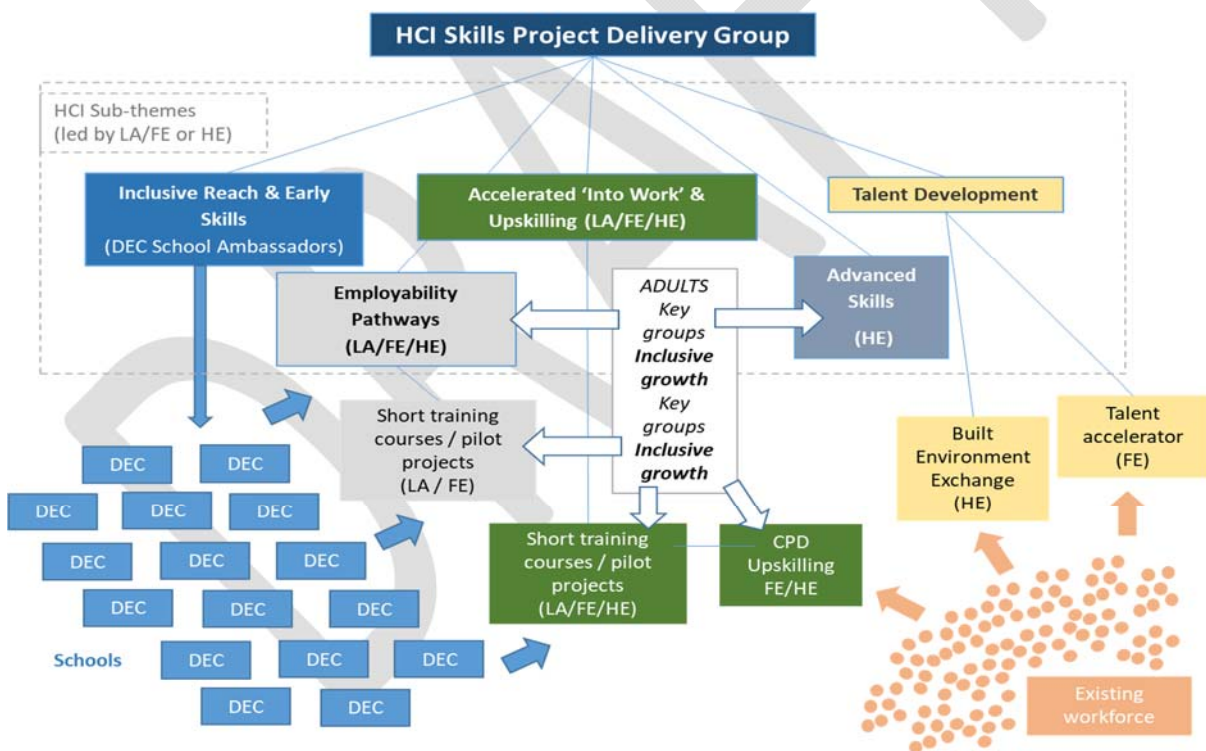 DRAFT
HCI Skills Project Delivery Group
HCI Sub-themes
(led by LA/FE or HE)
Inclusive Reach & Early
Skills
(DEC School Ambassadors)
Accelerated ‘Into Work’ &
Upskilling (LA/FE/HE)
Talent Development
Employability
Pathways
(LA/FE/HE)
ADULTS
Key
groups
Inclusive
growth
Key
groups
Inclusive
growth
Advanced
Skills
(HE)
Short training
courses / pilot
projects
(LA / FE)
Built
Environment
Exchange
(HE)
Talent
accelerator
(FE)
DEC DEC
DEC DEC DEC
DEC DEC DEC
DEC DEC DEC
Schools DEC DEC DEC
DEC DEC
Short training
courses / pilot
projects
(LA/FE/HE)
CPD
Upskilling
FE/HE
Existing
workforce